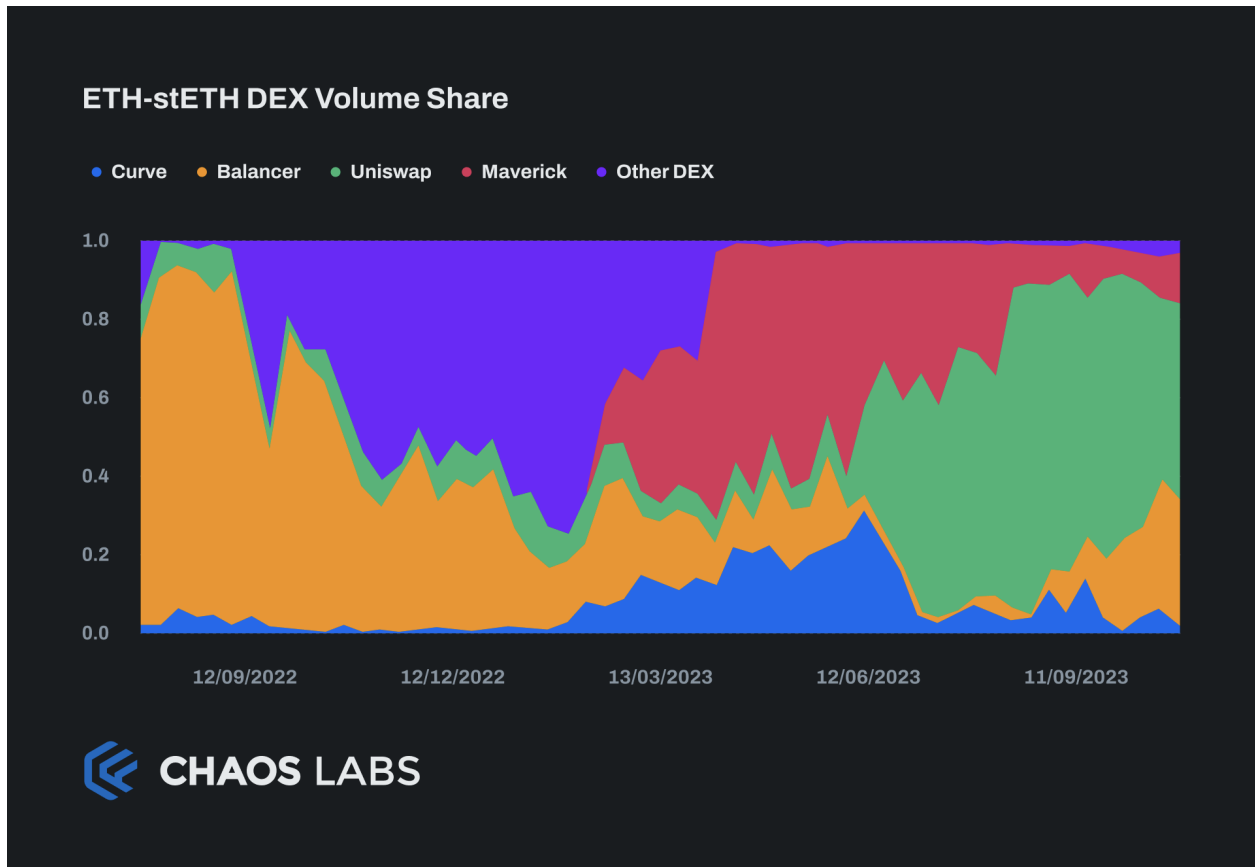 ETH-stETH DEX Volume Share
Curve Balancer Uniswap Maverick Other DEX
1.0
0.8
0.6
0.4
0.2
0.0
12/09/2022 12/12/2022 13/03/2023 12/06/2023 11/09/2023
CHAOS LABS